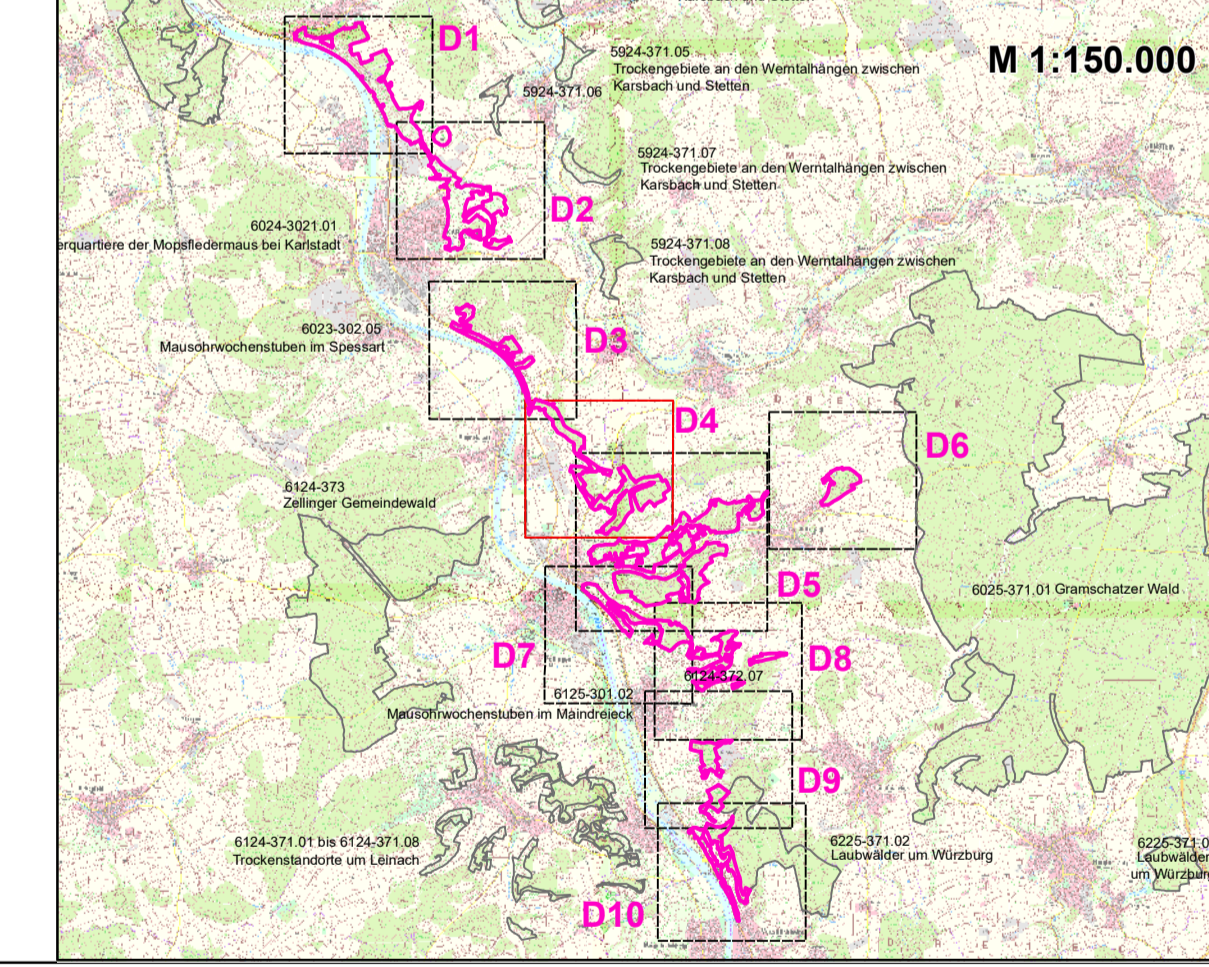 D1
M 1:150.000
5924-371.05
Trockengebiete an den Werntalhängen zwischen
Karsbach und Stetten
5924-371.06
5924-371.07
Trockengebiete an den Werntalhängen zwischen
Karsbach und Stetten
D2
6024-3021.01
erquartiere der Mopsfledermaus bei Karlstadt
5924-371.08
Trockengebiete an den Werntalhängen zwischen
Karsbach und Stetten
6023-302.05
Mausohrwochenstuben im Spessart
D3
D4
D6
6124-373
Zellinger Gemeindewald
D5
6025-371.01 Gramschatzer Wald
D7
D8
6124-372.07
6125-301.02
Mausohrwochenstuben im Maindreieck
D9
6124-371.01 bis 6124-371.08
Trockenstandorte um Leinach
6225-371.02
Laubwälder um Würzburg
6225-371.0
Laubwälder
um Würzburg
D10